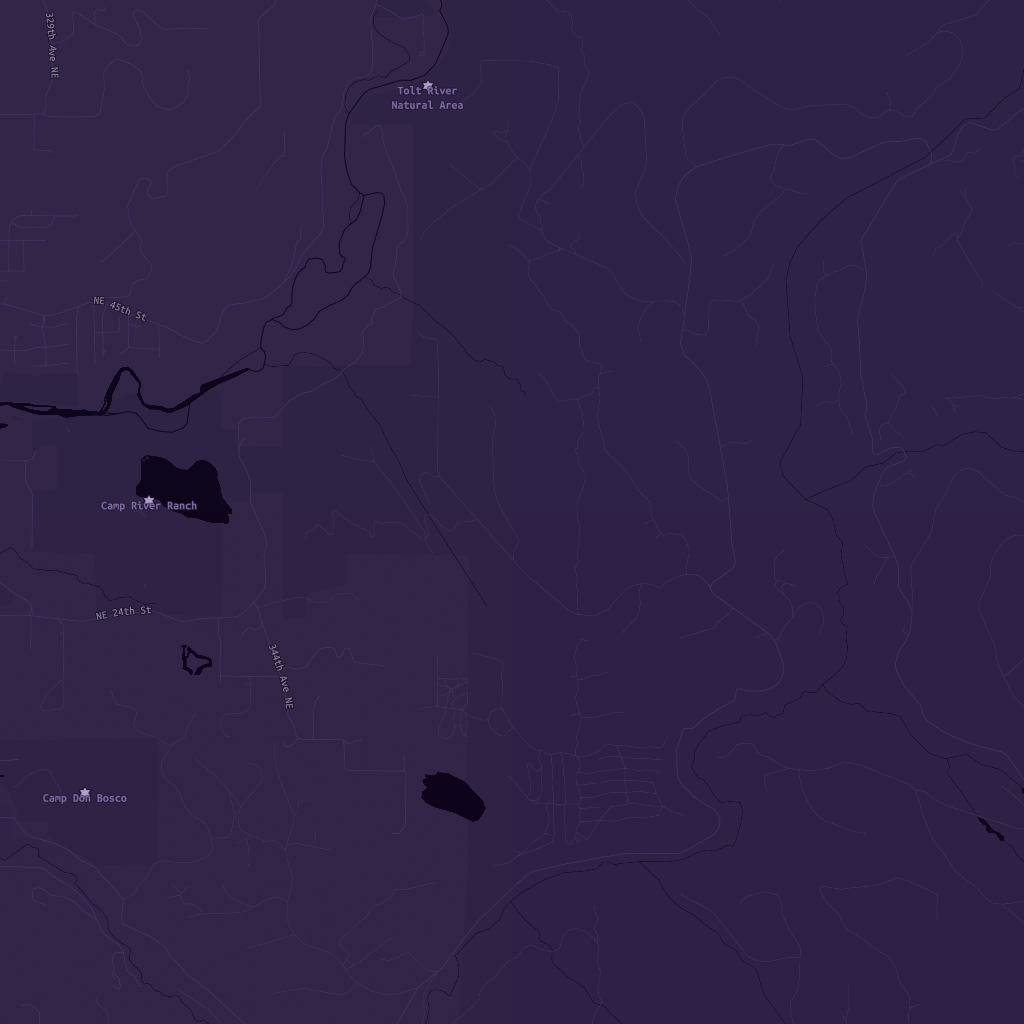 329th Ave NE
Tolt River
Natural Area
NE 45th St
Camp River Ranch
NE 24th St
344th Ave NE
Camp Don Bosco